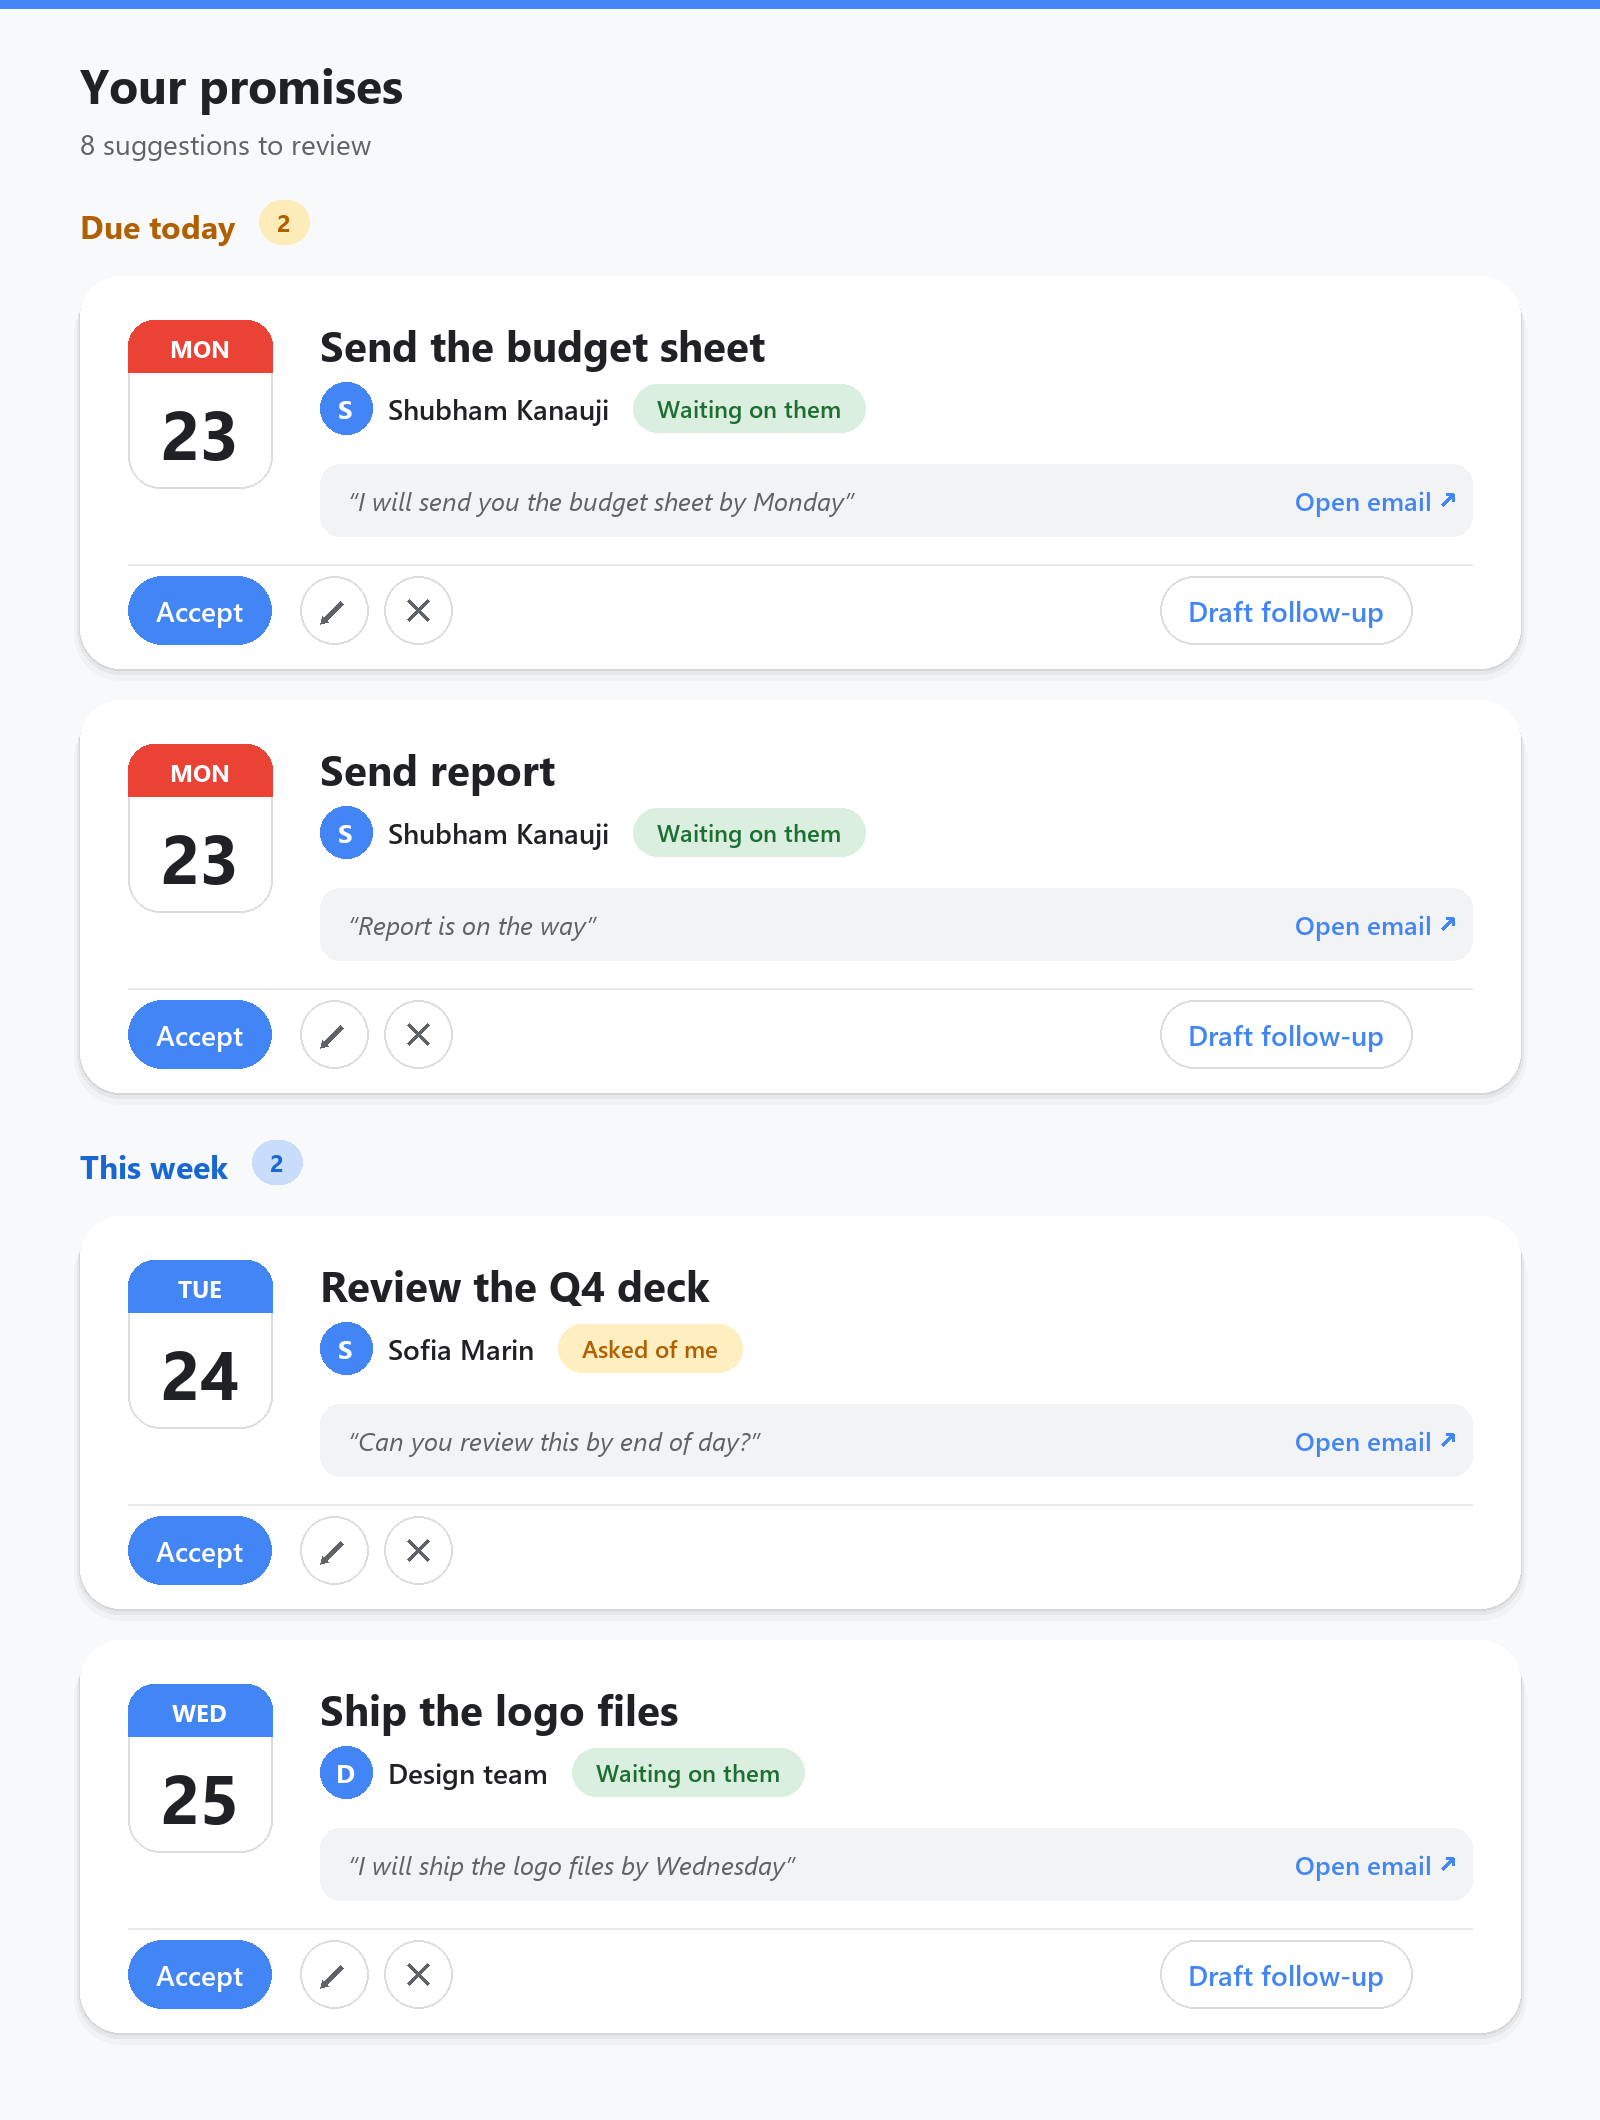 Your promises
8 suggestions to review
Due today 2
MON
23
Send the budget sheet
S Shubham Kanauji Waiting on them
“I will send you the budget sheet by Monday” Open email ↗
Accept Draft follow-up
MON
23
Send report
S Shubham Kanauji Waiting on them
“Report is on the way” Open email ↗
Accept Draft follow-up
This week 2
TUE
24
Review the Q4 deck
S Sofia Marin Asked of me
“Can you review this by end of day?” Open email ↗
Accept
WED
25
Ship the logo files
D Design team Waiting on them
“I will ship the logo files by Wednesday” Open email ↗
Accept Draft follow-up